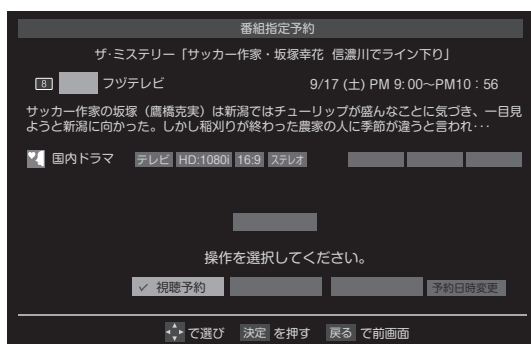 番組指定予約
ザ･ミステリー「サッカー作家・坂塚幸花 信濃川でライン下り」
8 フヅテレビ 9/17 (土) PM 9:00～PM10：56
サッカー作家の坂塚（鷹橋克実）は新潟ではチューリップが盛んなことに気づき、一目見
ようと新潟に向かった。しかし稲刈りが終わった農家の人に季節が違うと言われ･･･
国内ドラマ テレビ HD:1080i 16:9 ステレオ
操作を選択してください。
✓ 視聴予約 予約日時変更
で選び 決定 を押す 戻る で前画面